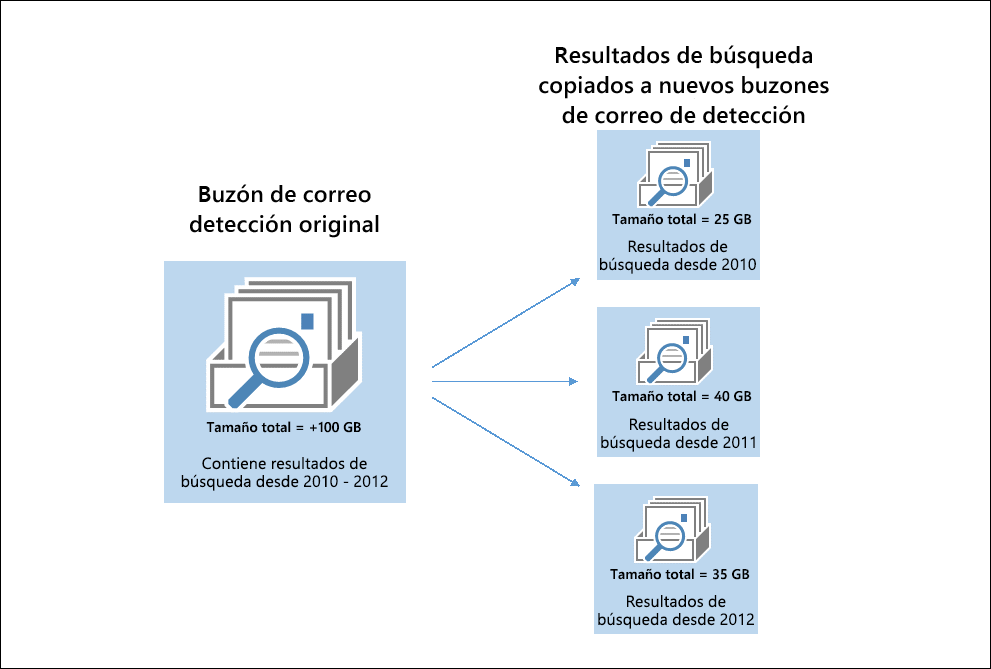 Buzón de correo
detección original
Tamaño total = +100 GB
Contiene resultados de
búsqueda desde 2010 - 2012
Resultados de búsqueda
copiados a nuevos buzones
de correo de detección
Tamaño total = 25 GB
Resultados de
búsqueda desde 2010
Tamaño total = 40 GB
Resultados de
búsqueda desde 2011
Tamaño total = 35 GB
Resultados de
búsqueda desde 2012